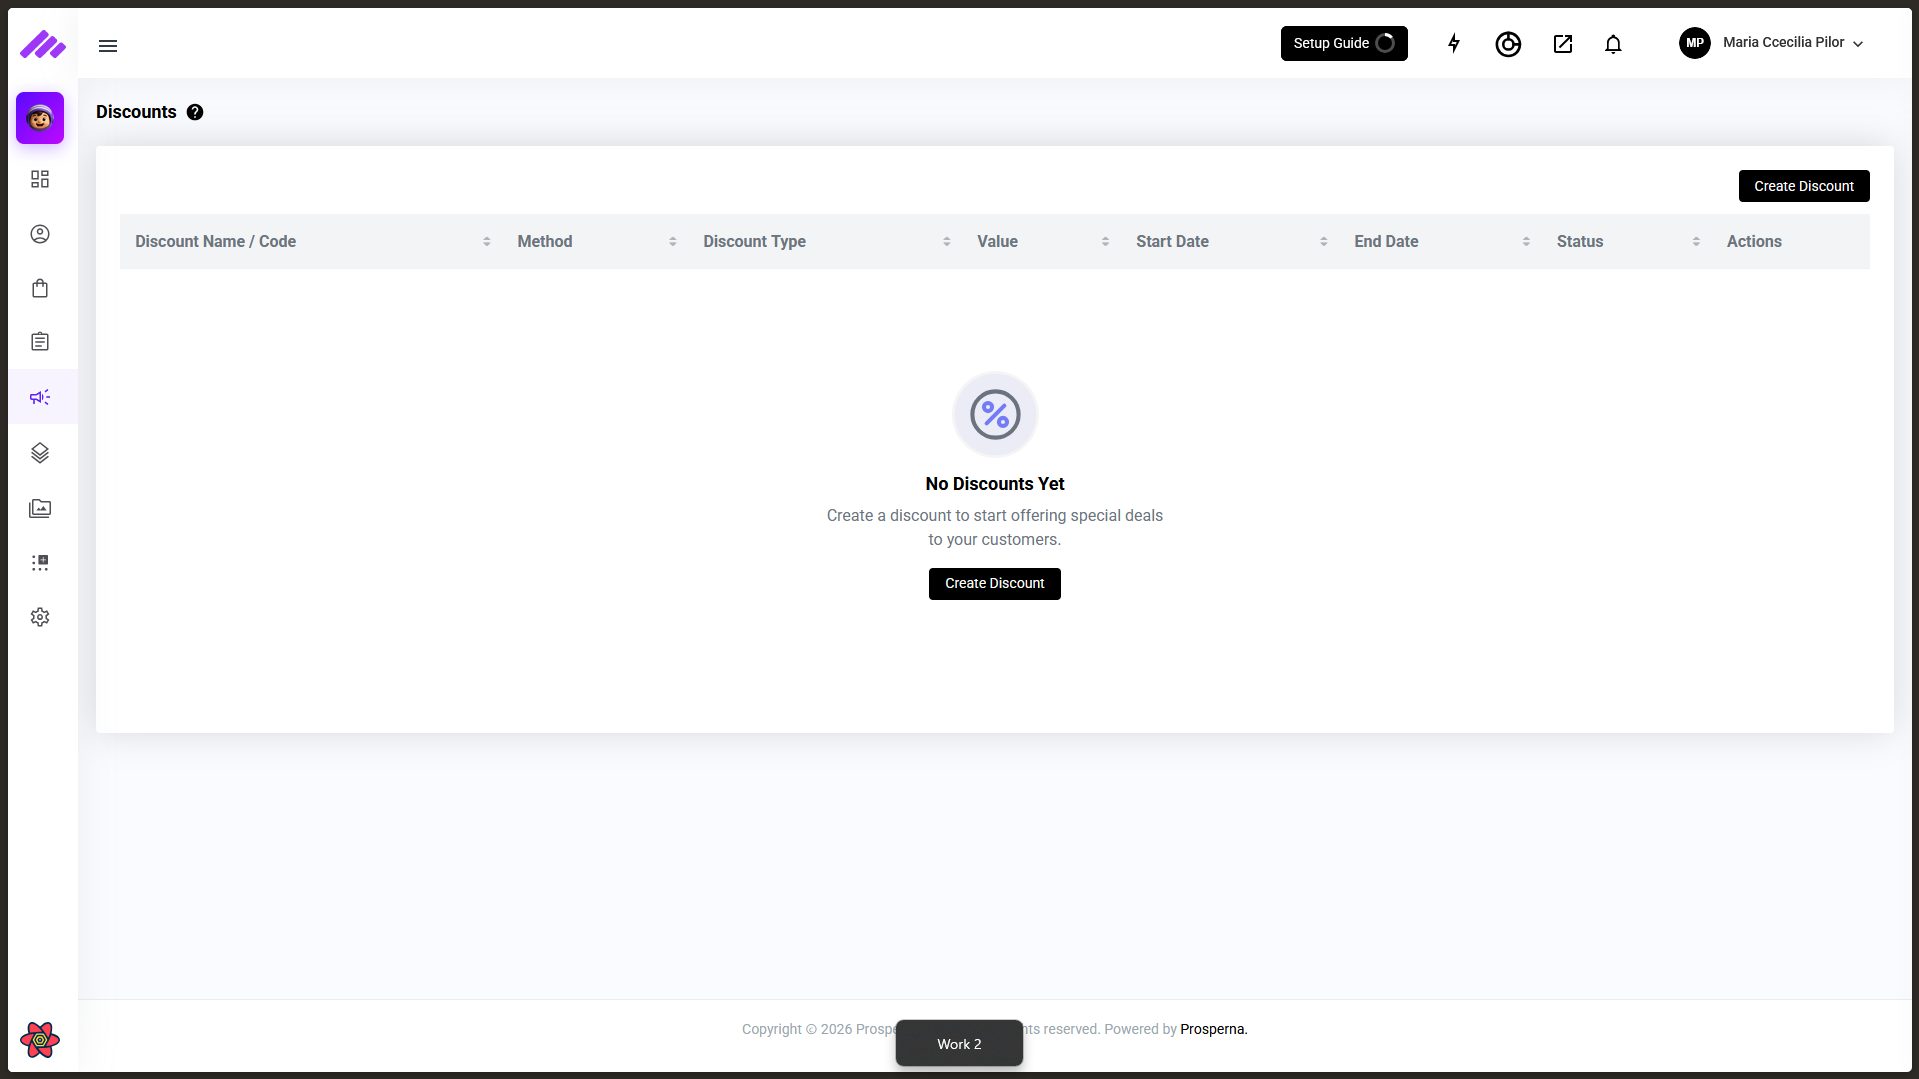 Setup Guide
MP
Maria Ccecilia Pilor
Discounts
Create Discount
Discount Name / Code
Method
Discount Type
Value
Start Date
End Date
Status
Actions
No Discounts Yet
Create a discount to start offering special deals
to your customers.
Create Discount
Copyright © 2026 reserved. Powered by Prosperna.
Work 2